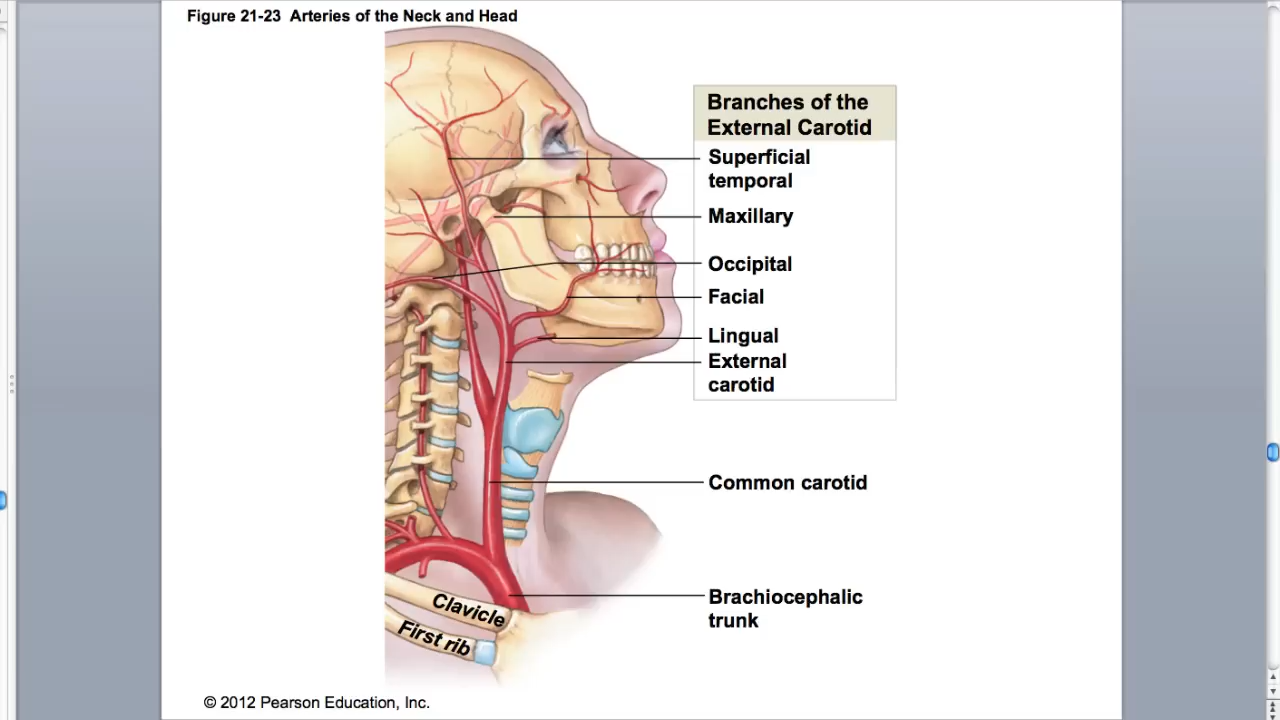 Figure 21-23 Arteries of the Neck and Head
Branches of the
External Carotid
Superficial
temporal
Maxillary
Occipital
Facial
Lingual
External
carotid
Common carotid
Brachiocephalic
trunk
Clavicle
First rib
© 2012 Pearson Education, Inc.